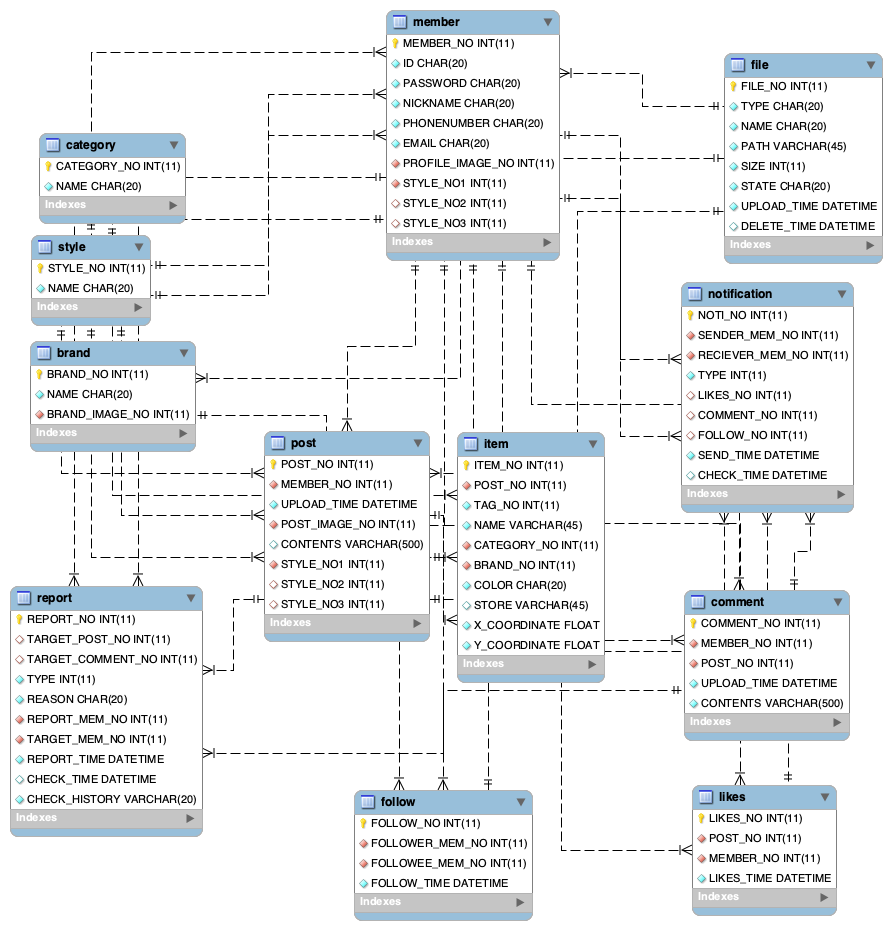 member
MEMBER_NO INT(11)
ID CHAR(20)
PASSWORD CHAR(20)
NICKNAME CHAR(20)
PHONENUMBER CHAR(20)
EMAIL CHAR(20)
PROFILE_IMAGE_NO INT(11)
STYLE_NO1 INT(11)
STYLE_NO2 INT(11)
STYLE_NO3 INT(11)
Indexes
file
FILE_NO INT(11)
TYPE CHAR(20)
NAME CHAR(20)
PATH VARCHAR(45)
SIZE INT(11)
STATE CHAR(20)
UPLOAD_TIME DATETIME
DELETE_TIME DATETIME
Indexes
category
CATEGORY_NO INT(11)
NAME CHAR(20)
Indexes
style
STYLE_NO INT(11)
NAME CHAR(20)
Indexes
brand
BRAND_NO INT(11)
NAME CHAR(20)
BRAND_IMAGE_NO INT(11)
Indexes
notification
NOTI_NO INT(11)
SENDER_MEM_NO INT(11)
RECIEVER_MEM_NO INT(11)
TYPE INT(11)
LIKES_NO INT(11)
COMMENT_NO INT(11)
FOLLOW_NO INT(11)
SEND_TIME DATETIME
CHECK_TIME DATETIME
Indexes
post
POST_NO INT(11)
MEMBER_NO INT(11)
UPLOAD_TIME DATETIME
POST_IMAGE_NO INT(11)
CONTENTS VARCHAR(500)
STYLE_NO1 INT(11)
STYLE_NO2 INT(11)
STYLE_NO3 INT(11)
Indexes
item
ITEM_NO INT(11)
POST_NO INT(11)
TAG_NO INT(11)
NAME VARCHAR(45)
CATEGORY_NO INT(11)
BRAND_NO INT(11)
COLOR CHAR(20)
STORE VARCHAR(45)
X_COORDINATE FLOAT
Y_COORDINATE FLOAT
Indexes
report
REPORT_NO INT(11)
TARGET_POST_NO INT(11)
TARGET_COMMENT_NO INT(11)
TYPE INT(11)
REASON CHAR(20)
REPORT_MEM_NO INT(11)
TARGET_MEM_NO INT(11)
REPORT_TIME DATETIME
CHECK_TIME DATETIME
CHECK_HISTORY VARCHAR(20)
Indexes
comment
COMMENT_NO INT(11)
MEMBER_NO INT(11)
POST_NO INT(11)
UPLOAD_TIME DATETIME
CONTENTS VARCHAR(500)
Indexes
follow
FOLLOW_NO INT(11)
FOLLOWER_MEM_NO INT(11)
FOLLOWEE_MEM_NO INT(11)
FOLLOW_TIME DATETIME
Indexes
likes
LIKES_NO INT(11)
POST_NO INT(11)
MEMBER_NO INT(11)
LIKES_TIME DATETIME
Indexes